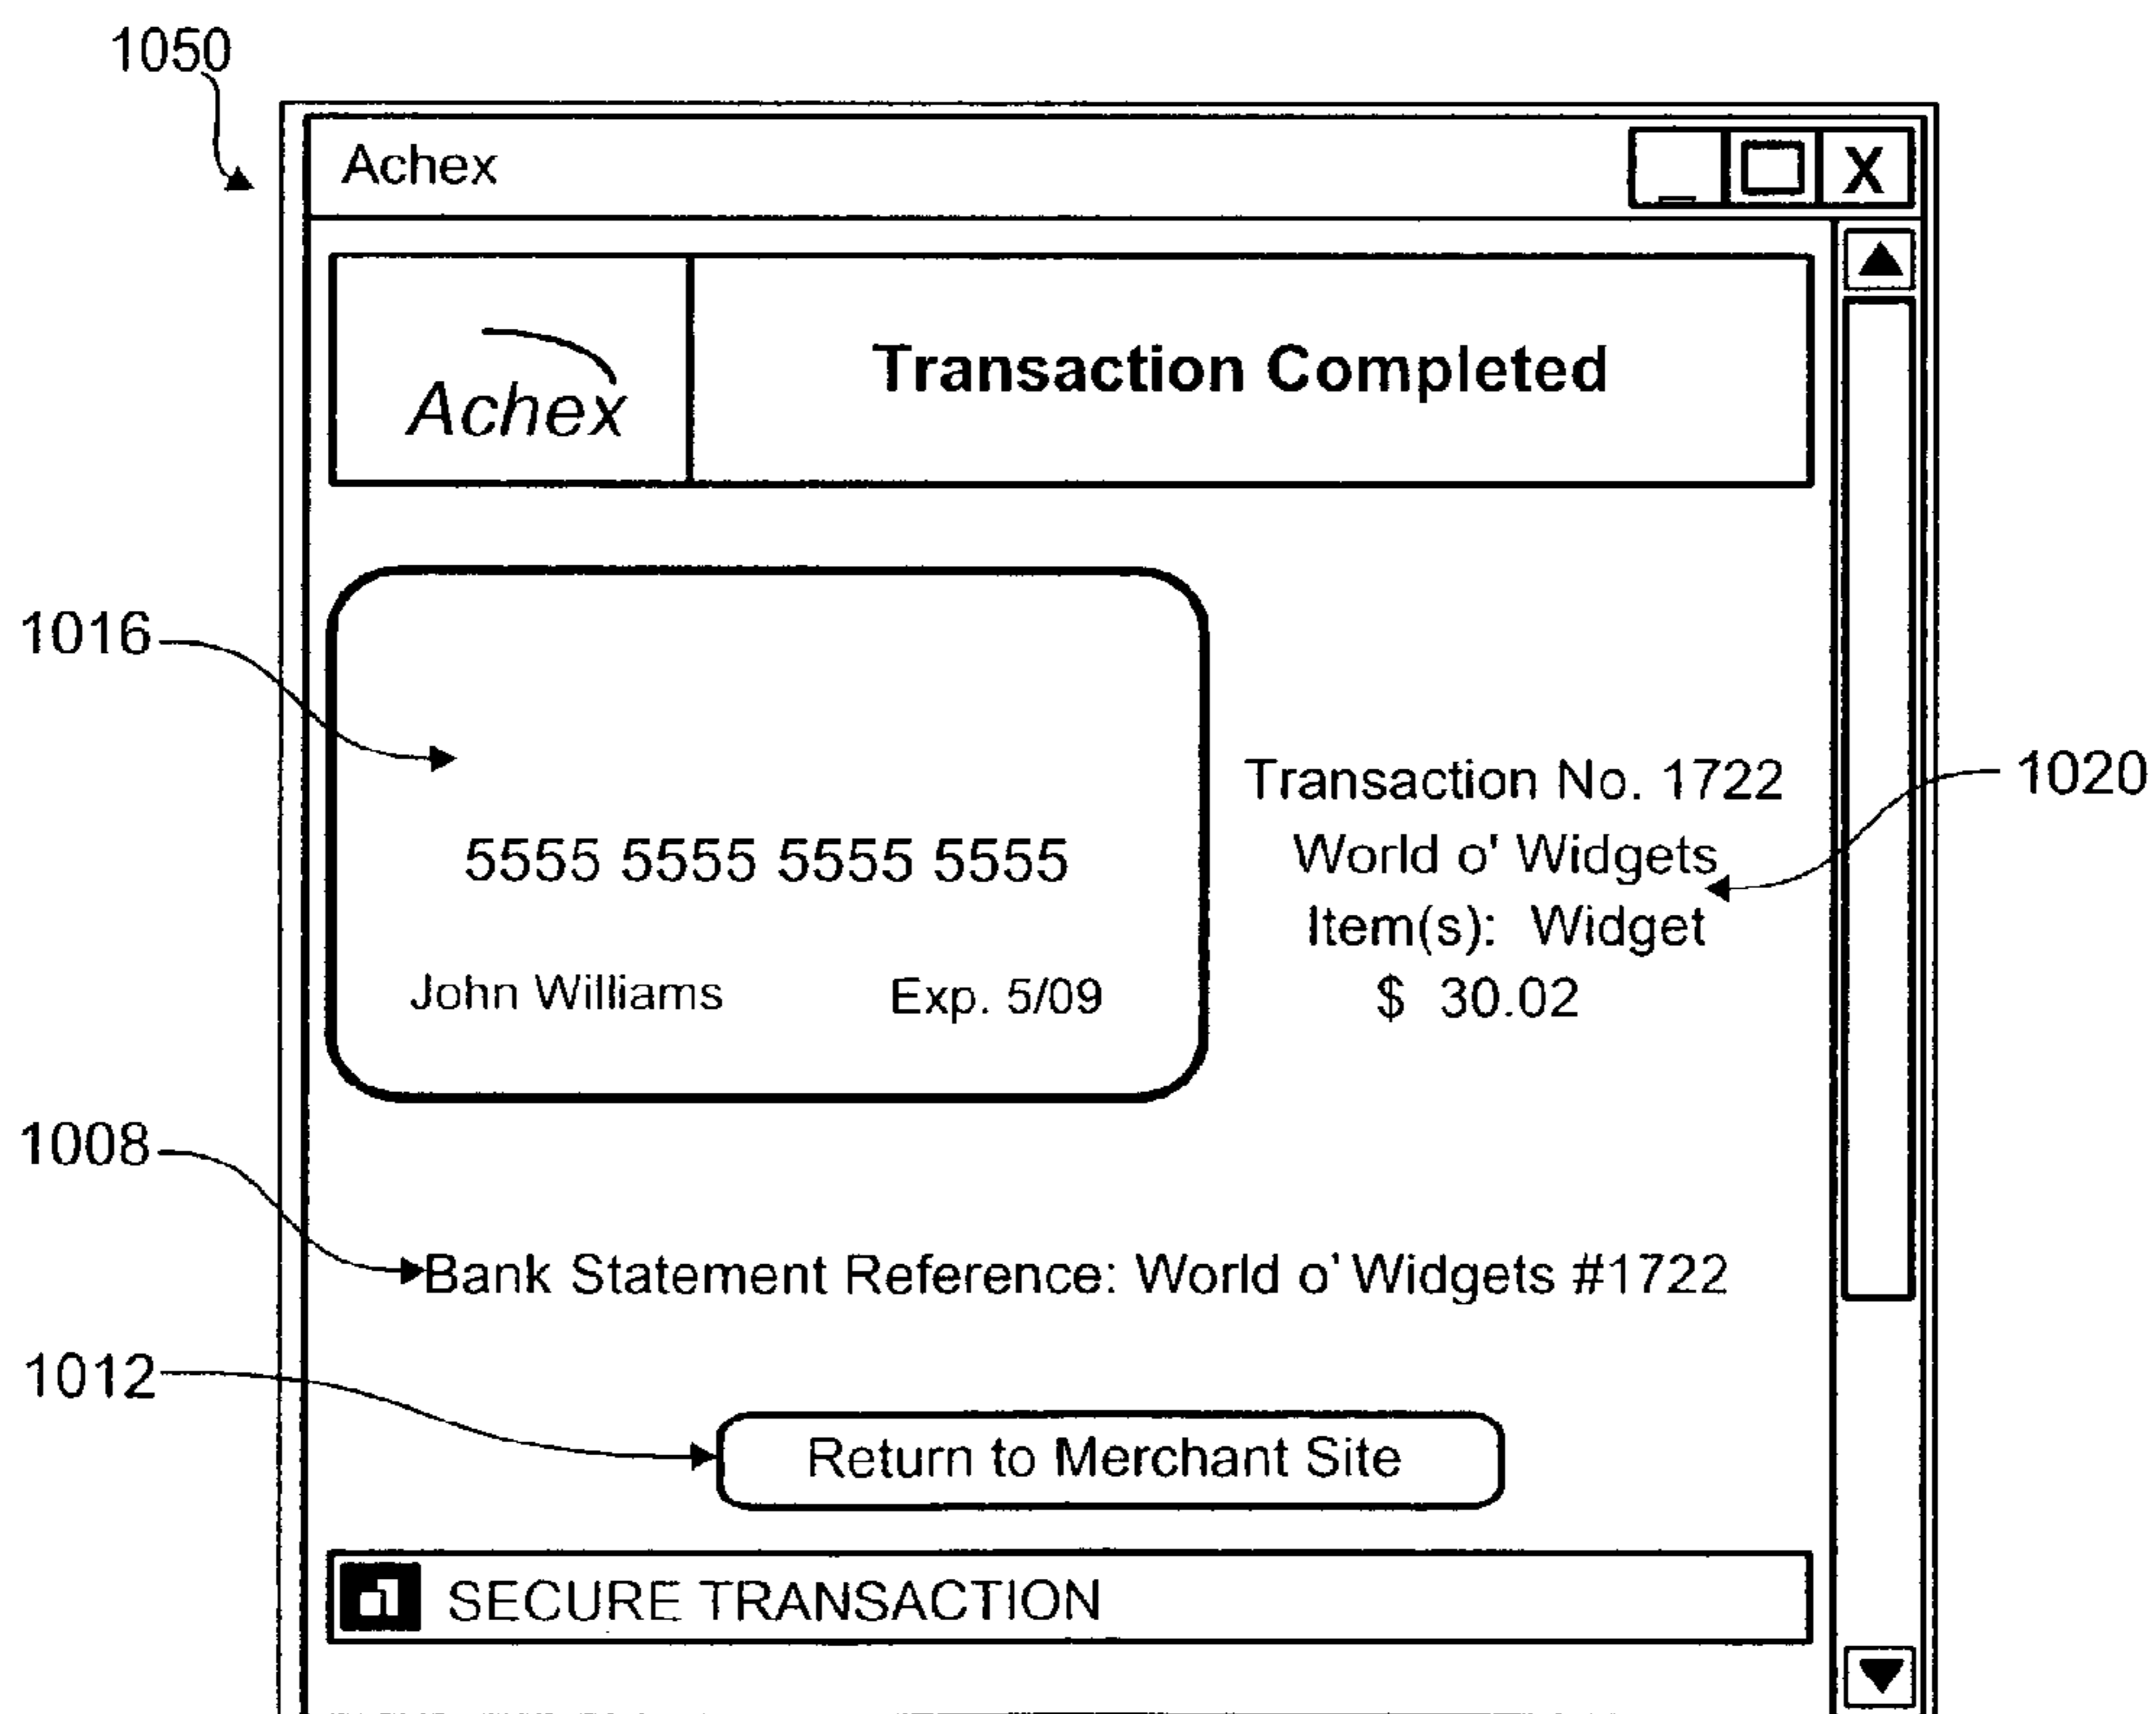 1050
Achex
X
Achex
Transaction Completed
1016
5555 5555 5555 5555
John Williams
Exp. 5/09
Transaction No. 1722
World o' Widgets
Item(s): Widget
$ 30.02
1020
1008
Bank Statement Reference: World o' Widgets #1722
1012
Return to Merchant Site
SECURE TRANSACTION